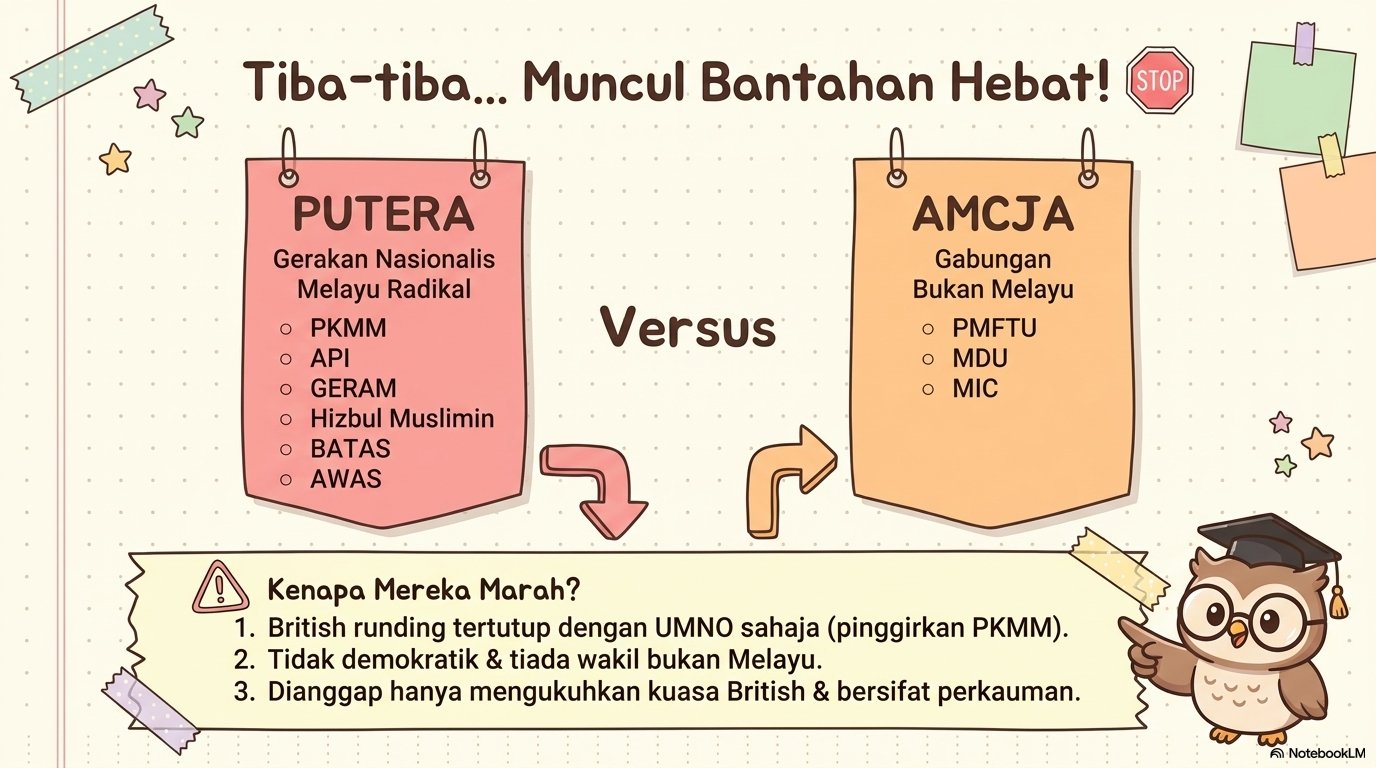 Tiba-tiba... Muncul Bantahan Hebat!
STOP
PUTERA
Gerakan Nasionalis
Melayu Radikal
○ PKMM
○ API
○ GERAM
○ Hizbul Muslimin
○ BATAS
○ AWAS
Versus
AMCJA
Gabungan
Bukan Melayu
○ PMFTU
○ MDU
○ MIC
Kenapa Mereka Marah?
1. British runding tertutup dengan UMNO sahaja (pinggirkan PKMM).
2. Tidak demokratik & tiada wakil bukan Melayu.
3. Dianggap hanya mengukuhkan kuasa British & bersifat perkauman.
NotebookLM